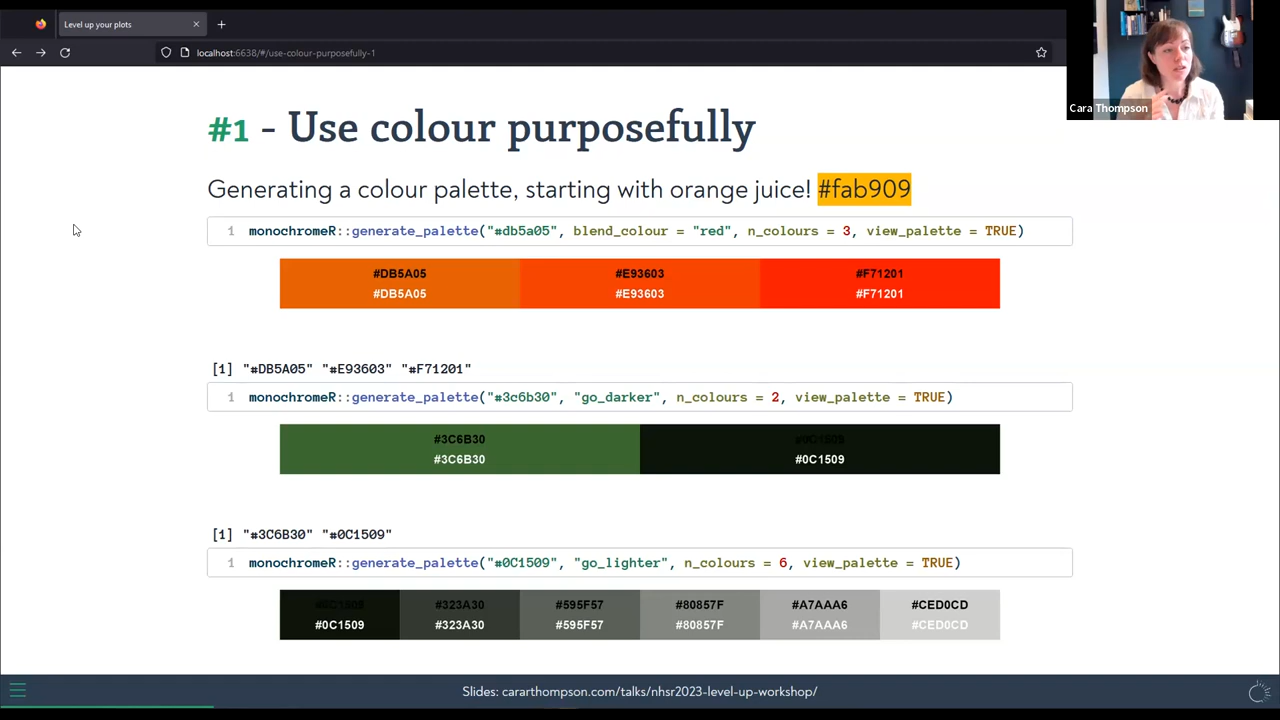 Level up your plots
localhost:6638/#/use-colour-purposefully-1
Cara Thompson
#1 - Use colour purposefully
Generating a colour palette, starting with orange juice! #fab909
1 monochromeR::generate_palette("#db5a05", blend_colour = "red", n_colours = 3, view_palette = TRUE)
#DB5A05 #E93603 #F71201
#DB5A05 #E93603 #F71201
[1] "#DB5A05" "#E93603" "#F71201"
1 monochromeR::generate_palette("#3c6b30", "go_darker", n_colours = 2, view_palette = TRUE)
#3C6B30 #0C1509
#3C6B30 #0C1509
[1] "#3C6B30" "#0C1509"
1 monochromeR::generate_palette("#0C1509", "go_lighter", n_colours = 6, view_palette = TRUE)
#0C1509 #323A30 #595F57 #80857F #A7AAA6 #CED0CD
#0C1509 #323A30 #595F57 #80857F #A7AAA6 #CED0CD
Slides: cararthompson.com/talks/nhsr2023-level-up-workshop/